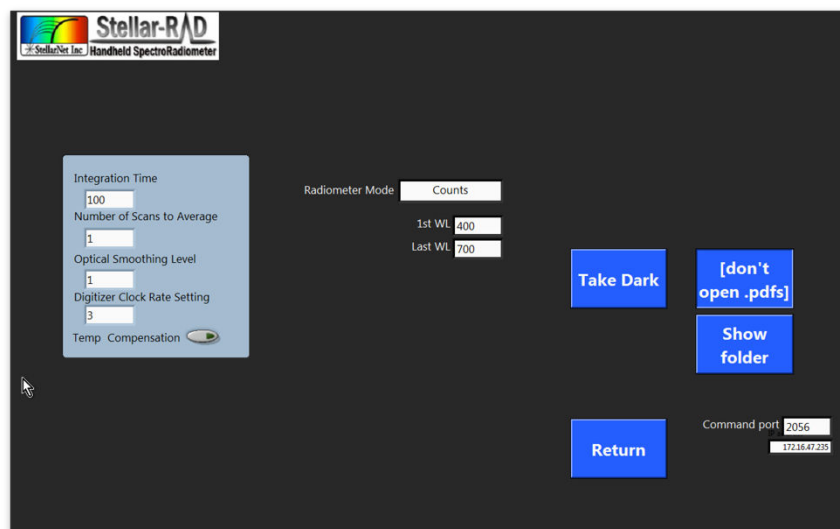 Stellar-RAD
StellarNet Inc
Handheld SpectroRadiometer
Integration Time
100
Number of Scans to Average
1
Optical Smoothing Level
1
Digitizer Clock Rate Setting
3
Temp Compensation
Radiometer Mode
Counts
1st WL
400
Last WL
700
Take Dark
[don't
open .pdfs]
Show
folder
Return
Command port
2056
172.16.47.235